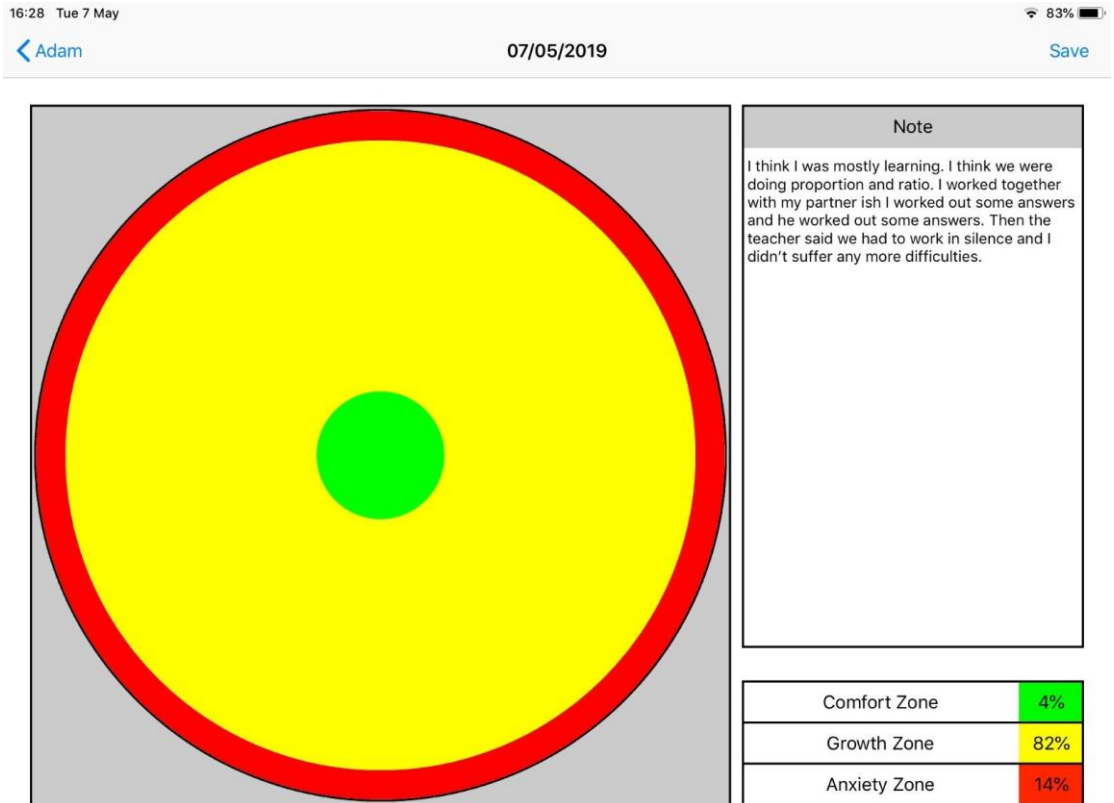 16:28 Tue 7 May
83%
Adam
07/05/2019
Save
Note
I think I was mostly learning. I think we were
doing proportion and ratio. I worked together
with my partner ish I worked out some answers
and he worked out some answers. Then the
teacher said we had to work in silence and I
didn't suffer any more difficulties.
Comfort Zone 4%
Growth Zone 82%
Anxiety Zone 14%